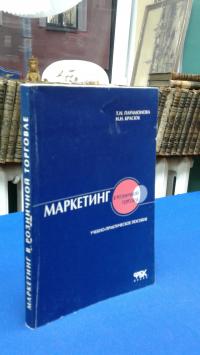 Т.Н. ПАРАМОНОВА
И.Н. КРАСЮК
МАРКЕТИНГ
В РОЗНИЧНОЙ
ТОРГОВЛЕ
УЧЕБНО-ПРАКТИЧЕСКОЕ ПОСОБИЕ
МАРКЕТИНГ В РОЗНИЧНОЙ ТОРГОВЛЕ